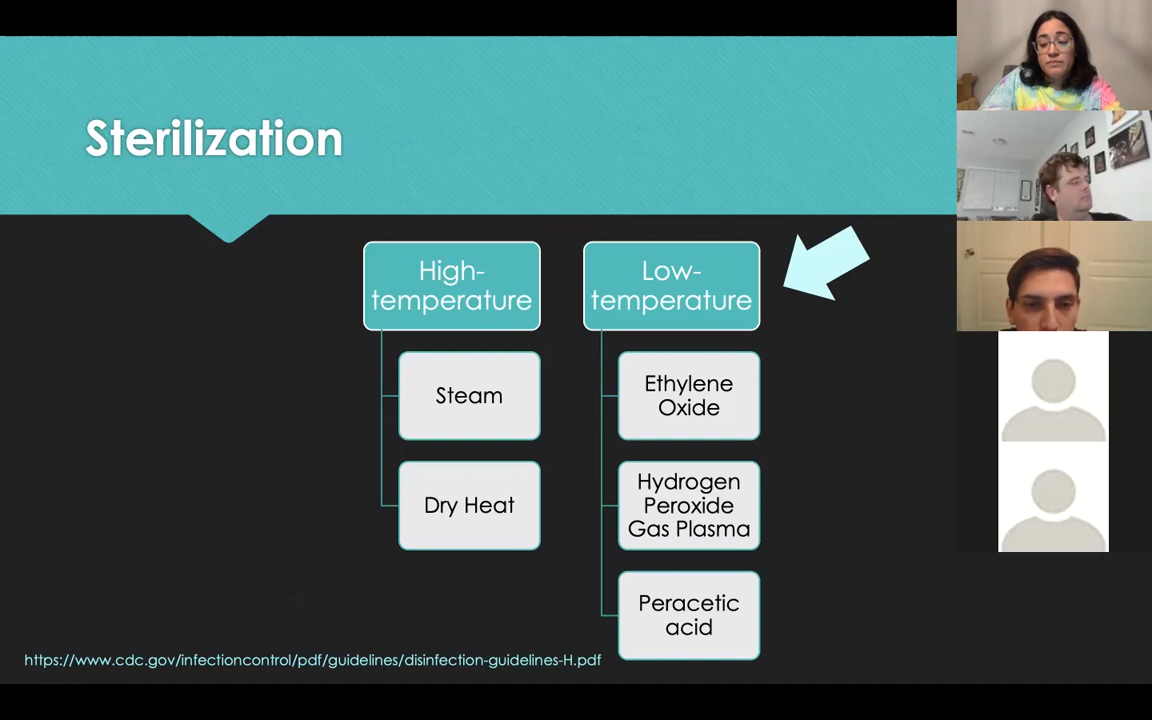 Sterilization
High-
temperature
Steam
Dry Heat
Low-
temperature
Ethylene
Oxide
Hydrogen
Peroxide
Gas Plasma
Peracetic
acid
https://www.cdc.gov/infectioncontrol/pdf/guidelines/disinfection-guidelines-H.pdf